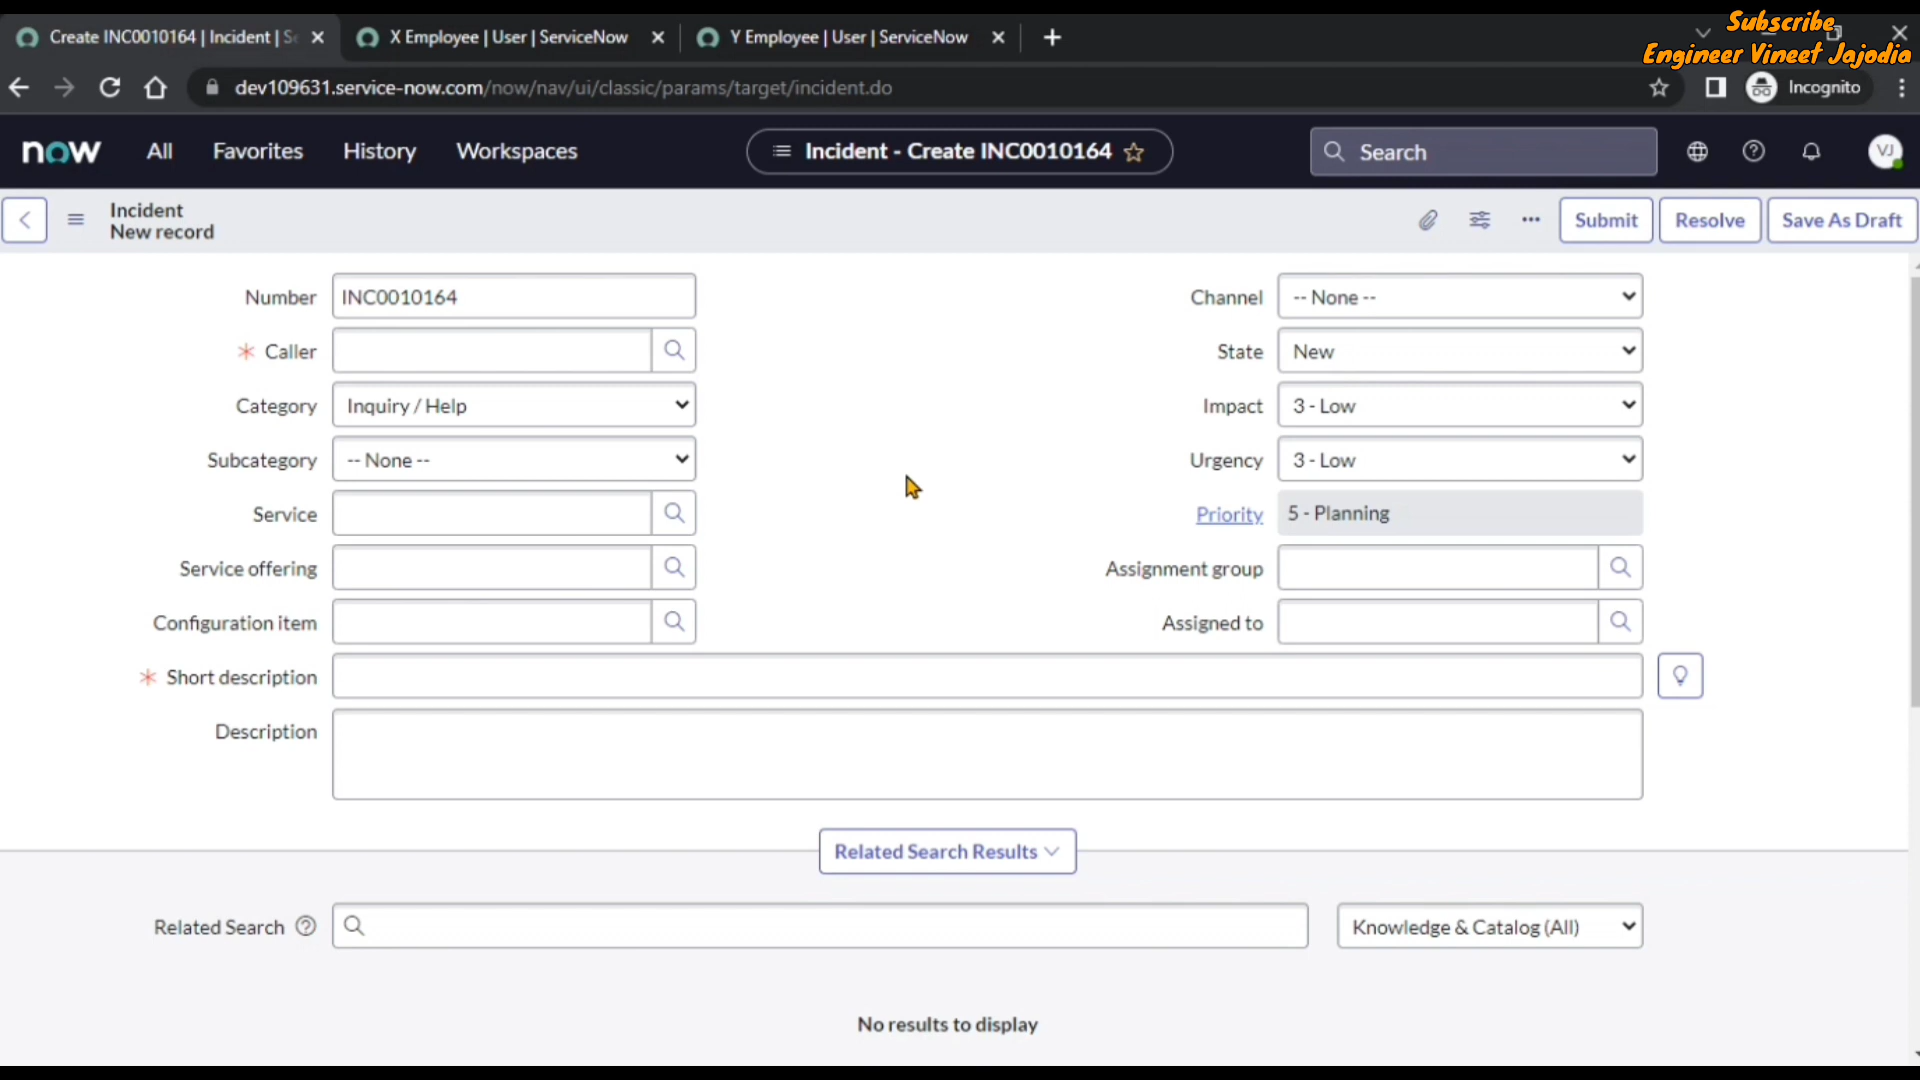 Create INC0010164 | Incident | S
X Employee | User | ServiceNow
Y Employee | User | ServiceNow
Subscribe
Engineer Vineet Jajodia
dev109631.service-now.com/now/nav/ui/classic/params/target/incident.do
Incognito
now
All
Favorites
History
Workspaces
Incident - Create INC0010164
Search
VJ
Incident
New record
Submit
Resolve
Save As Draft
Number
INC0010164
Channel
-- None --
* Caller
State
New
Category
Inquiry / Help
Impact
3 - Low
Subcategory
-- None --
Urgency
3 - Low
Service
Priority
5 - Planning
Service offering
Assignment group
Configuration item
Assigned to
* Short description
Description
Related Search Results
Related Search
Knowledge & Catalog (All)
No results to display